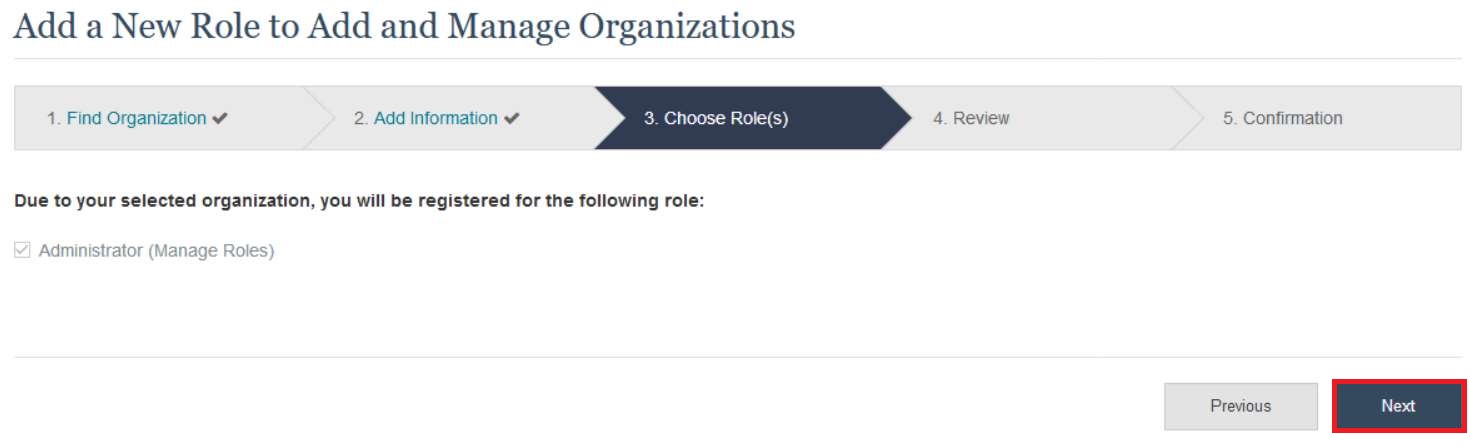 Add a New Role to Add and Manage Organizations
1. Find Organization ✔
2. Add Information ✔
3. Choose Role(s)
4. Review
5. Confirmation
Due to your selected organization, you will be registered for the following role:
Administrator (Manage Roles)
Previous
Next